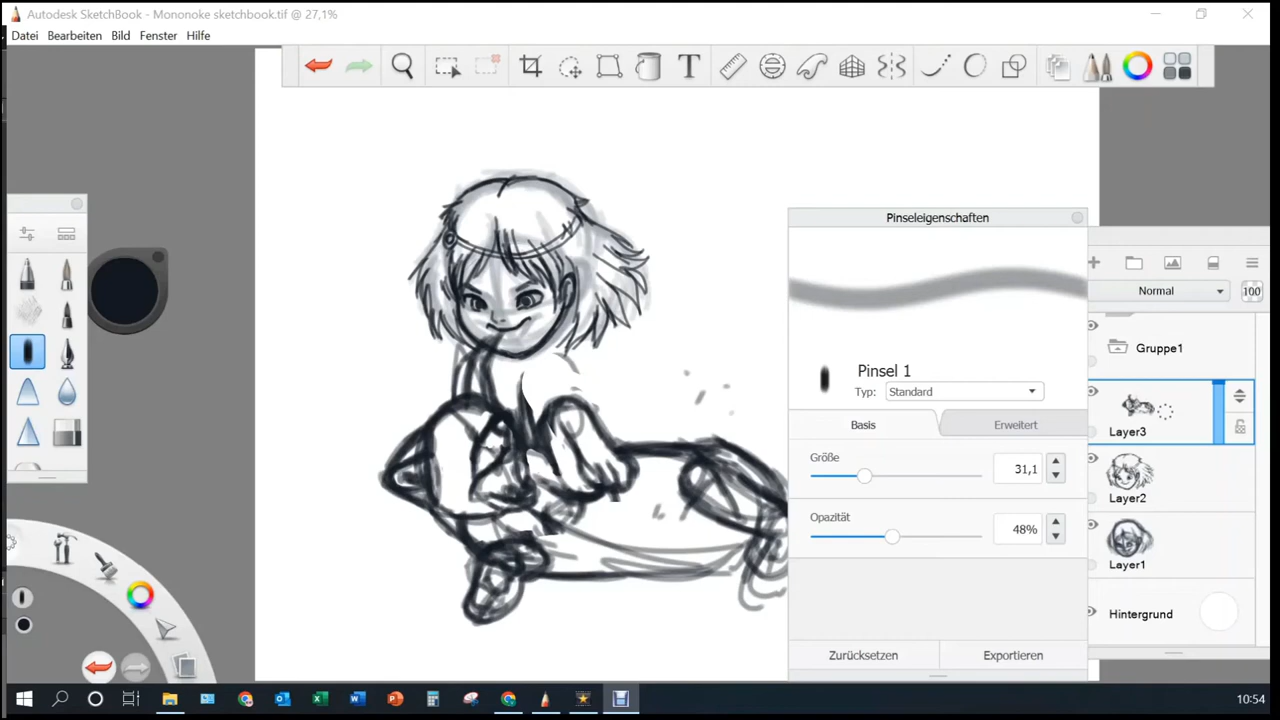 Autodesk SketchBook - Mononoke sketchbook.tif @ 27,1%
Datei Bearbeiten Bild Fenster Hilfe
T
Pinseleigenschaften
Normal
100
Gruppe1
Pinsel 1
Typ: Standard
Layer3
Basis Erweitert
Größe 31,1
Layer2
Opazität 48%
Layer1
Hintergrund
Zurücksetzen Exportieren
10:54